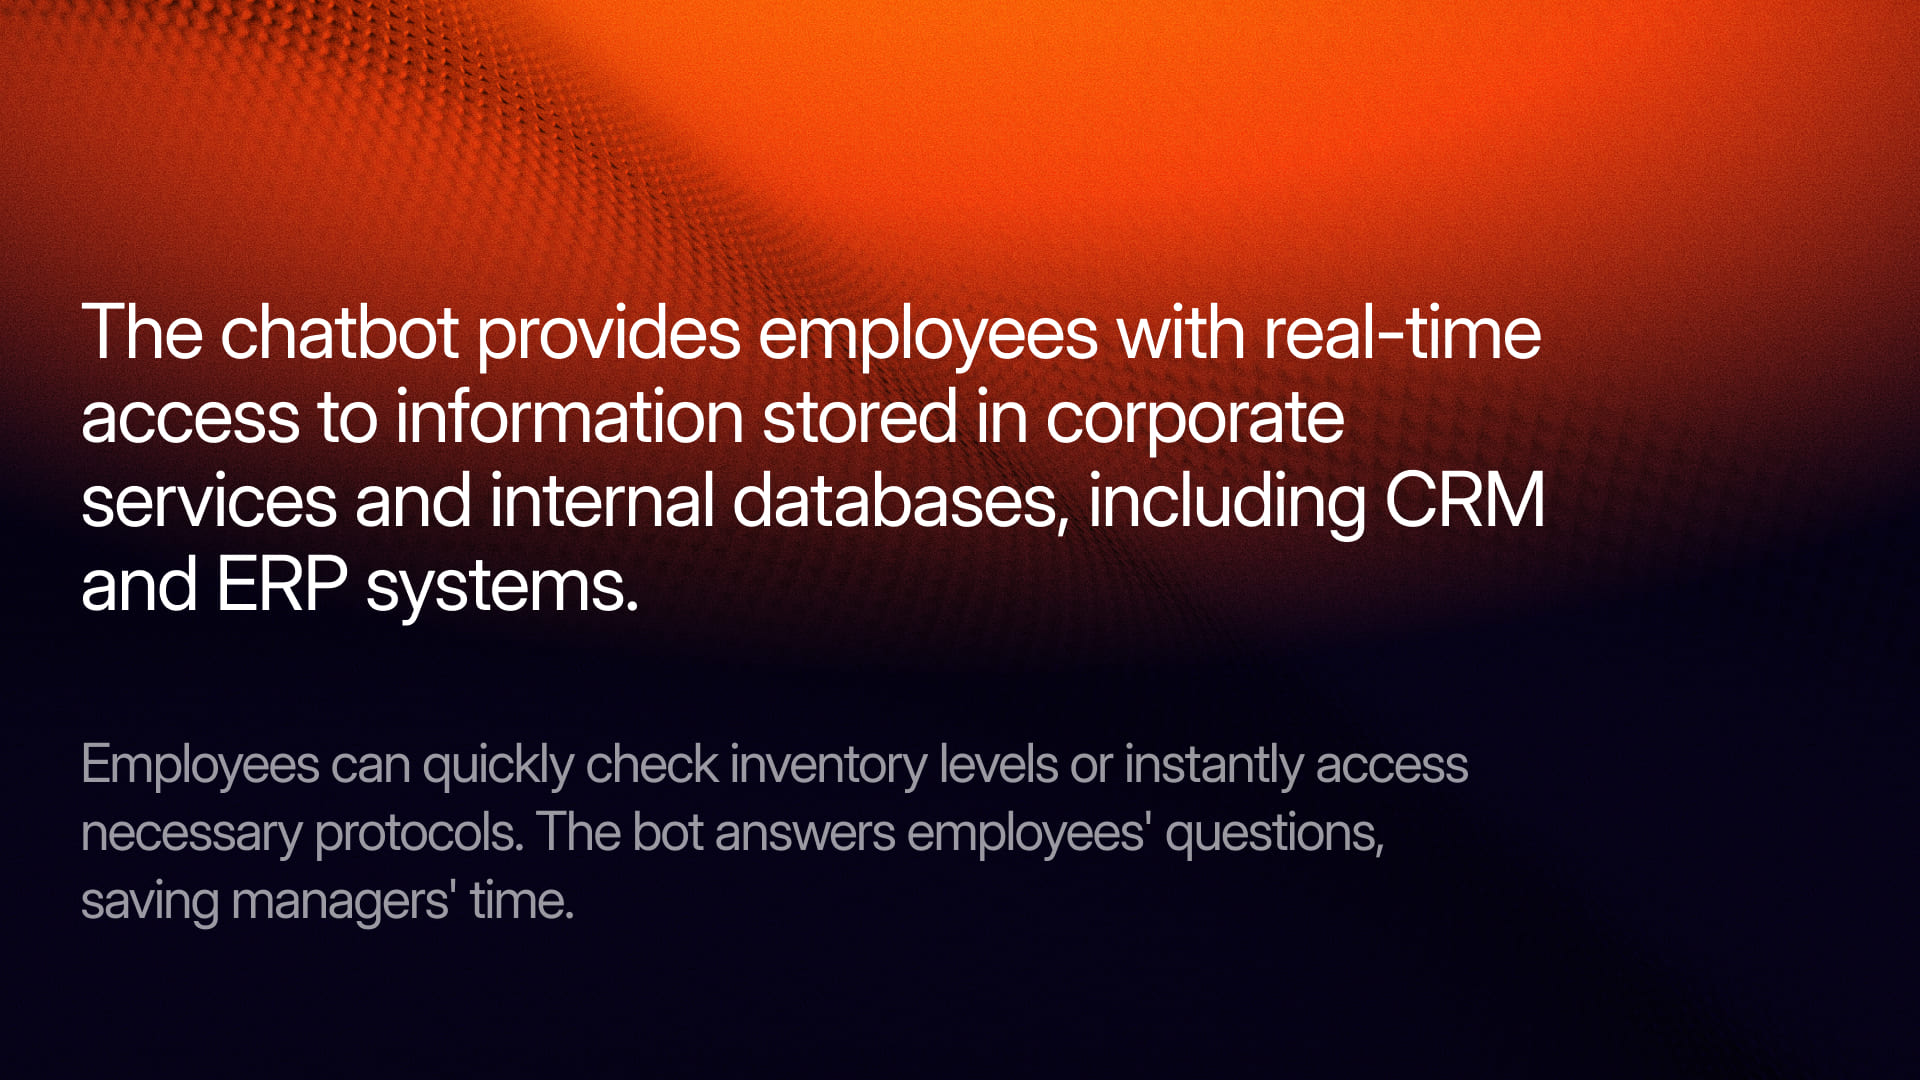 The chatbot provides employees with real-time
access to information stored in corporate
services and internal databases, including CRM
and ERP systems.
Employees can quickly check inventory levels or instantly access
necessary protocols. The bot answers employees' questions,
saving managers' time.